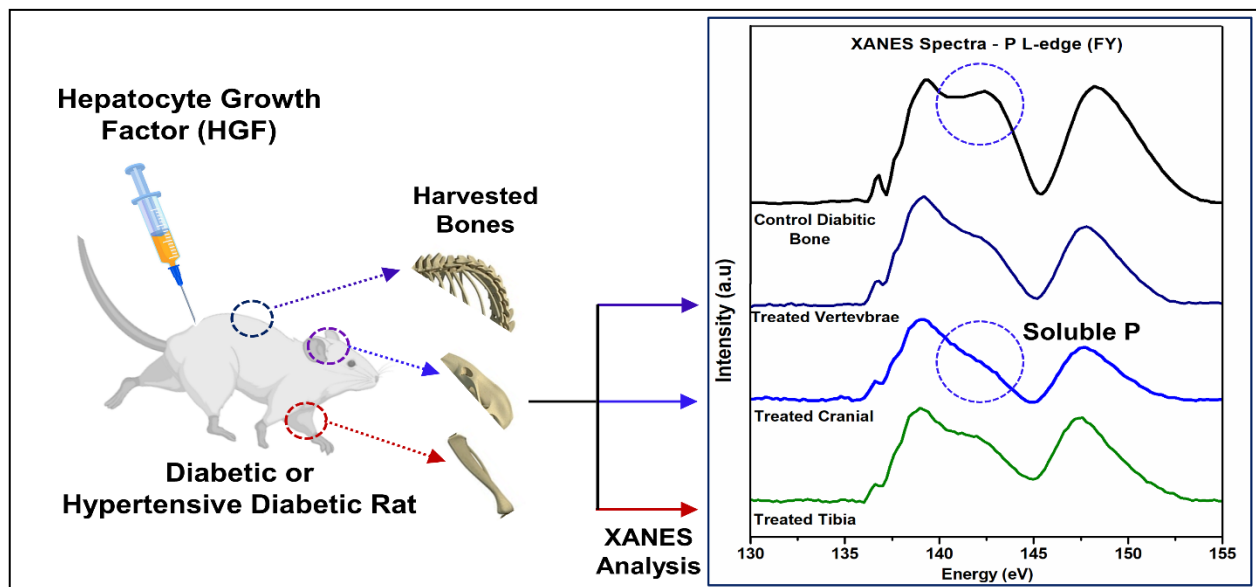 Hepatocyte Growth
Factor (HGF)
Harvested
Bones
Diabetic or
Hypertensive Diabetic Rat
XANES
Analysis
XANES Spectra - P L-edge (FY)
Control Diabitic
Bone
Treated Vertevbrae
Soluble P
Treated Cranial
Treated Tibia
Intensity (a.u)
130 135 140 145 150 155
Energy (eV)